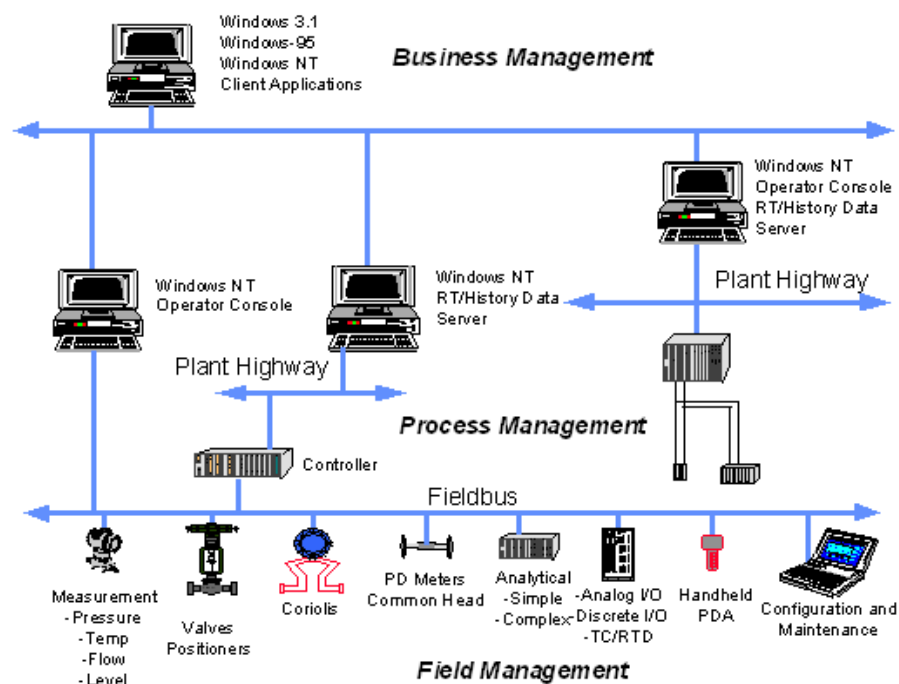 Windows 3.1
Windows-95
Windows NT
Client Applications
Business Management
Windows NT
Operator Console
RT/History Data
Server
Windows NT
Operator Console
Windows NT
RT/History Data
Server
Plant Highway
Plant Highway
Process Management
Controller
Fieldbus
Measurement
-Pressure
-Temp
-Flow
-Level
Valves
Positioners
Coriolis
PD Meters
Common Head
Analytical
-Simple
-Complex
-Analog I/O
-Discrete I/O
-TC/RTD
Handheld
PDA
Configuration and
Maintenance
Field Management